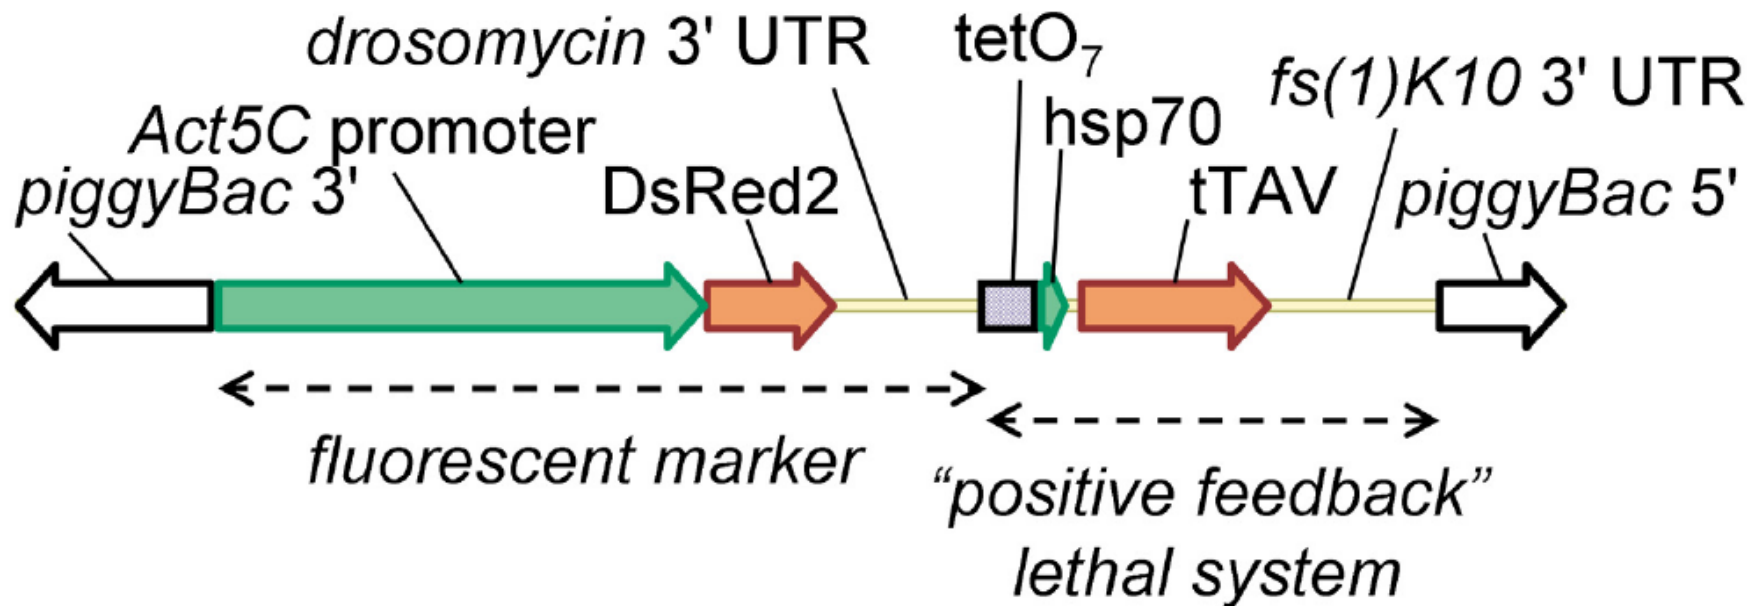 drosomycin 3' UTR
tetO7
fs(1)K10 3' UTR
Act5C promoter
hsp70
piggyBac 3'
DsRed2
tTAV
piggyBac 5'
fluorescent marker
“positive feedback”
lethal system